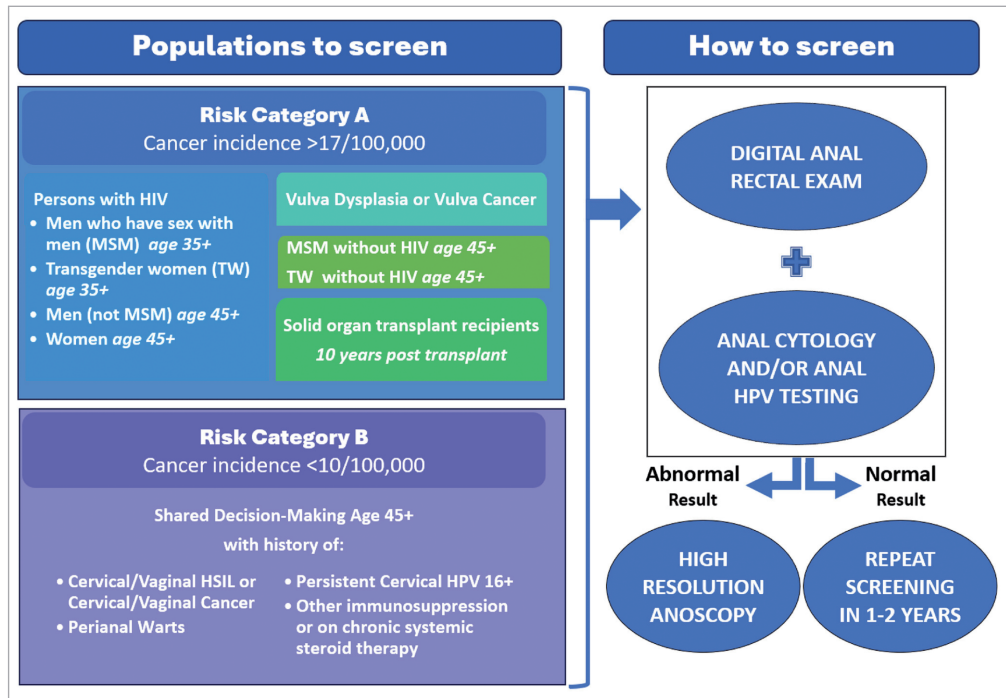 Populations to screen
Risk Category A
Cancer incidence >17/100,000
Persons with HIV
• Men who have sex with
men (MSM) age 35+
• Transgender women (TW)
age 35+
• Men (not MSM) age 45+
• Women age 45+
Vulva Dysplasia or Vulva Cancer
MSM without HIV age 45+
TW without HIV age 45+
Solid organ transplant recipients
10 years post transplant
Risk Category B
Cancer incidence <10/100,000
Shared Decision-Making Age 45+
with history of:
• Cervical/Vaginal HSIL or
Cervical/Vaginal Cancer
• Perianal Warts
• Persistent Cervical HPV 16+
• Other immunosuppression
or on chronic systemic
steroid therapy
How to screen
DIGITAL ANAL
RECTAL EXAM
ANAL CYTOLOGY
AND/OR ANAL
HPV TESTING
Abnormal
Result
Normal
Result
HIGH
RESOLUTION
ANOSCOPY
REPEAT
SCREENING
IN 1-2 YEARS